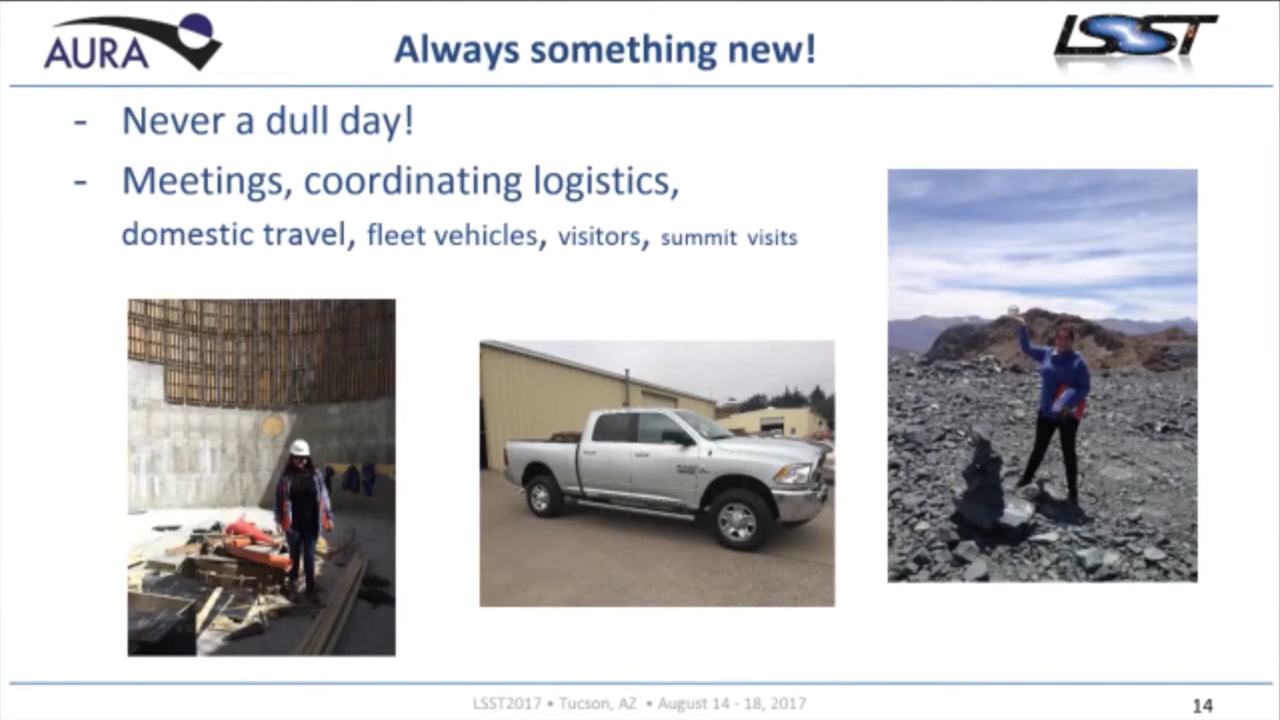 AURA
Always something new!
LSST
- Never a dull day!
- Meetings, coordinating logistics,
domestic travel, fleet vehicles, visitors, summit visits
LSST2017 • Tucson, AZ • August 14 - 18, 2017
14